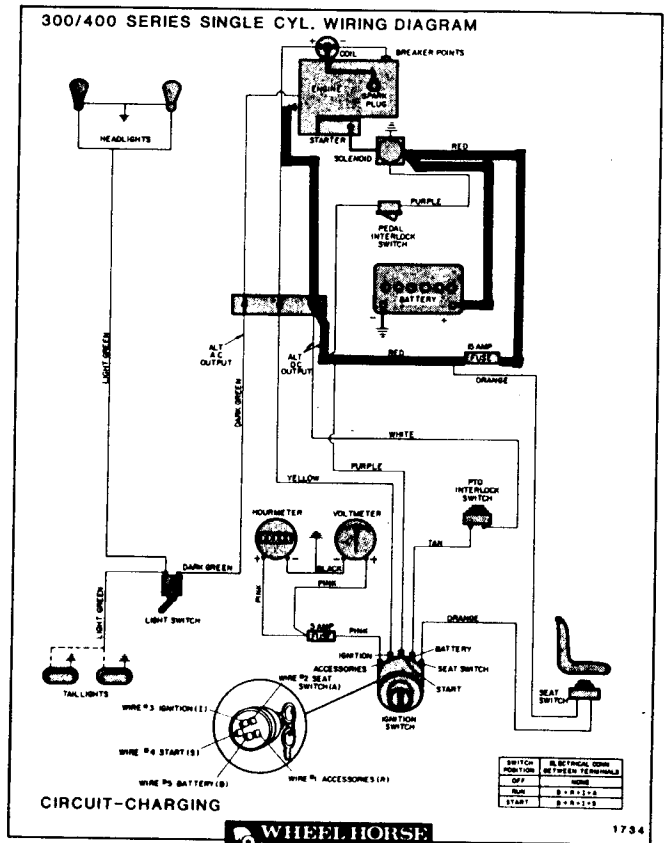 300/400 SERIES SINGLE CYL. WIRING DIAGRAM
+
-
COIL
BREAKER POINTS
ENGINE
SPARK
PLUG
STARTER
SOLENOID
RED
HEADLIGHTS
PURPLE
PEDAL
INTERLOCK
SWITCH
BATTERY
-
+
ALT
A.C.
OUTPUT
ALT
D.C.
OUTPUT
RED
15 AMP
FUSE
ORANGE
LIGHT GREEN
DARK GREEN
WHITE
PURPLE
YELLOW
PTO
INTERLOCK
SWITCH
HOURMETER
VOLTMETER
+
-
-
+
BLACK
TAN
DARK GREEN
PINK
PINK
LIGHT GREEN
LIGHT SWITCH
5 AMP
FUSE
PINK
ORANGE
IGNITION
BATTERY
ACCESSORIES
SEAT SWITCH
START
IGNITION
SWITCH
SEAT
SWITCH
TAIL LIGHTS
WIRE #2 SEAT
SWITCH (A)
WIRE #3 IGNITION (I)
WIRE #4 START (S)
WIRE #5 BATTERY (B)
WIRE #1 ACCESSORIES (R)
SWITCH POSITION ELECTRICAL CONN BETWEEN TERMINALS
OFF NONE
RUN B+R+I+A
START B+R+I+S
CIRCUIT-CHARGING
WHEEL HORSE
1734